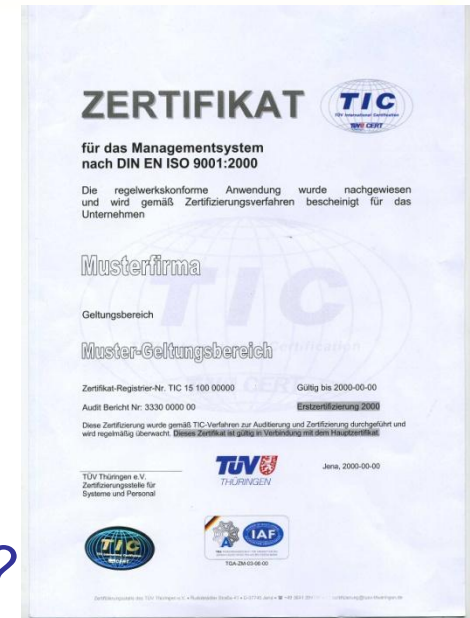 ZERTIFIKAT
TIC
TÜV International Certification
TÜV CERT
für das Managementsystem
nach DIN EN ISO 9001:2000
Die regelwerkskonforme Anwendung wurde nachgewiesen
und wird gemäß Zertifizierungsverfahren bescheinigt für das
Unternehmen
Musterfirma
Geltungsbereich
Muster-Geltungsbereich
Zertifikat-Registrier-Nr. TIC 15 100 00000 Gültig bis 2000-00-00
Audit Bericht Nr: 3330 0000 00 Erstzertifizierung 2000
Diese Zertifizierung wurde gemäß TIC-Verfahren zur Auditierung und Zertifizierung durchgeführt und
wird regelmäßig überwacht. Dieses Zertifikat ist gültig in Verbindung mit dem Hauptzertifikat.
TÜV Thüringen e.V.
Zertifizierungsstelle für
Systeme und Personal
TÜV
THÜRINGEN
Jena, 2000-00-00
TIC
IAF
TGA-ZM-03-96-00